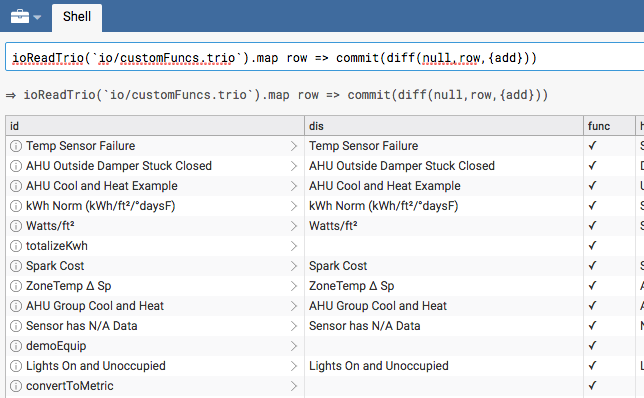 Shell
ioReadTrio(`io/customFuncs.trio`).map row => commit(diff(null,row,{add}))
⇒ ioReadTrio(`io/customFuncs.trio`).map row => commit(diff(null,row,{add}))
id dis func
Temp Sensor Failure Temp Sensor Failure ✓
AHU Outside Damper Stuck Closed AHU Outside Damper Stuck Closed ✓
AHU Cool and Heat Example AHU Cool and Heat Example ✓
kWh Norm (kWh/ft²/°daysF) kWh Norm (kWh/ft²/°daysF) ✓
Watts/ft² Watts/ft² ✓
totalizeKwh ✓
Spark Cost Spark Cost ✓
ZoneTemp Δ Sp ZoneTemp Δ Sp ✓
AHU Group Cool and Heat AHU Group Cool and Heat ✓
Sensor has N/A Data Sensor has N/A Data ✓
demoEquip ✓
Lights On and Unoccupied Lights On and Unoccupied ✓
convertToMetric ✓